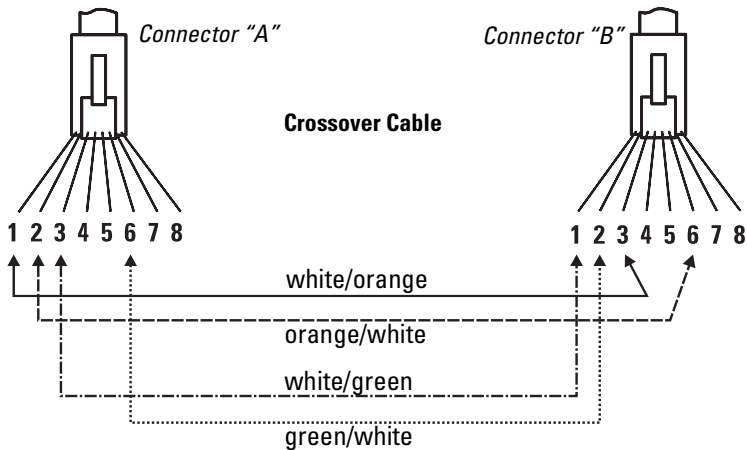 Connector “A”
Connector “B”
Crossover Cable
1 2 3 4 5 6 7 8
1 2 3 4 5 6 7 8
white/orange
orange/white
white/green
green/white